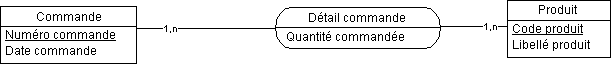 Commande
Numéro commande
Date commande
1,n
Détail commande
Quantité commandée
1,n
Produit
Code produit
Libellé produit